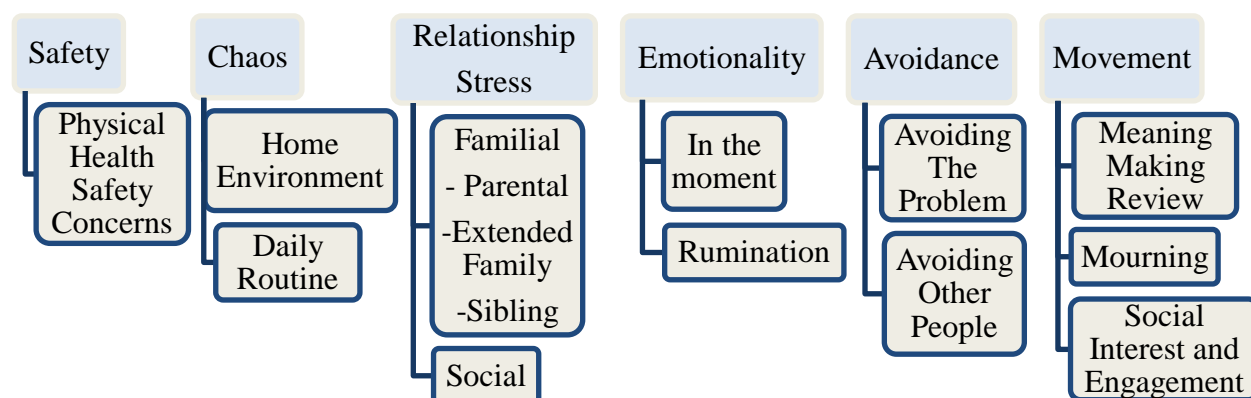 Safety
Physical
Health
Safety
Concerns
Chaos
Home
Environment
Daily
Routine
Relationship
Stress
Familial
- Parental
-Extended
Family
-Sibling
Social
Emotionality
In the
moment
Rumination
Avoidance
Avoiding
The
Problem
Avoiding
Other
People
Movement
Meaning
Making
Review
Mourning
Social
Interest and
Engagement